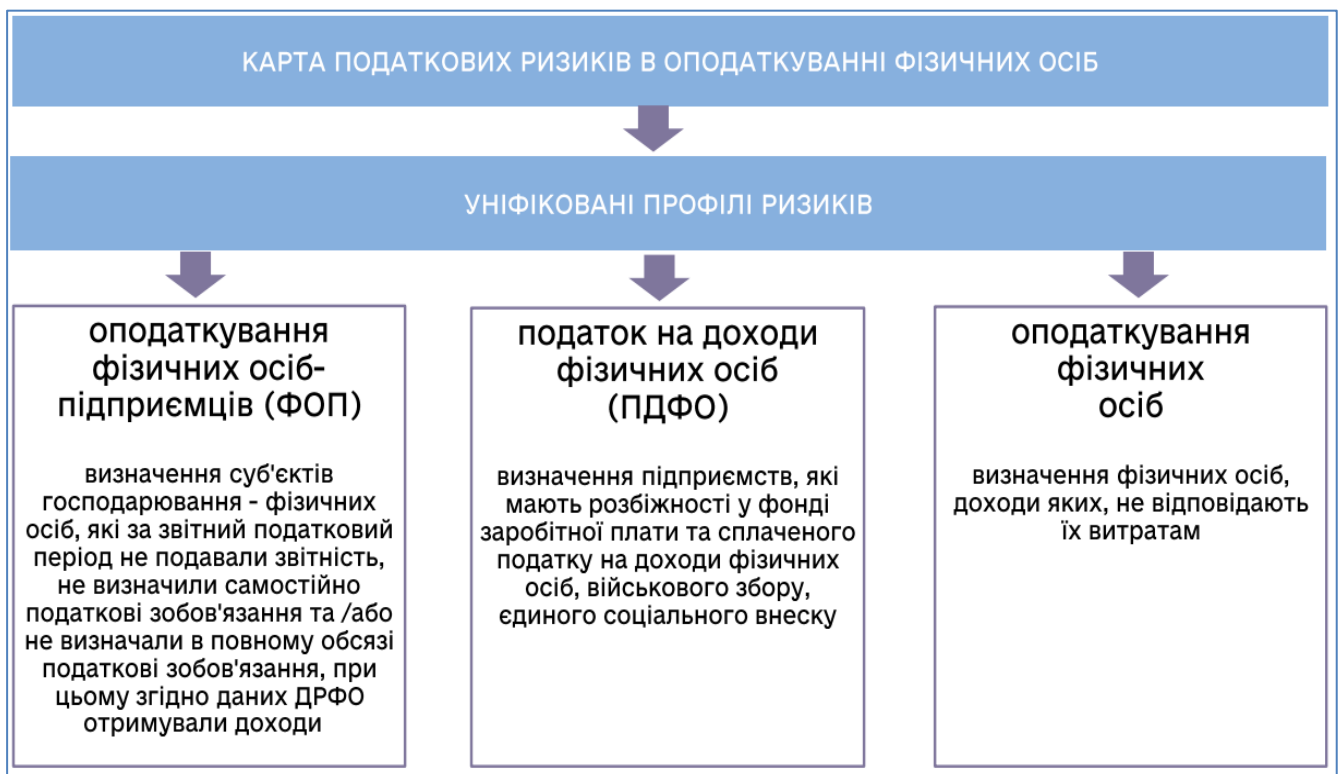 КАРТА ПОДАТКОВИХ РИЗИКІВ В ОПОДАТКУВАННІ ФІЗИЧНИХ ОСІБ
УНІФІКОВАНІ ПРОФІЛІ РИЗИКІВ
оподаткування
фізичних осіб-
підприємців (ФОП)
визначення суб'єктів
господарювання - фізичних
осіб, які за звітний податковий
період не подавали звітність,
не визначили самостійно
податкові зобов'язання та /або
не визначали в повному обсязі
податкові зобов'язання, при
цьому згідно даних ДРФО
отримували доходи
податок на доходи
фізичних осіб
(ПДФО)
визначення підприємств, які
мають розбіжності у фонді
заробітної плати та сплаченого
податку на доходи фізичних
осіб, військового збору,
єдиного соціального внеску
оподаткування
фізичних
осіб
визначення фізичних осіб,
доходи яких, не відповідають
їх витратам